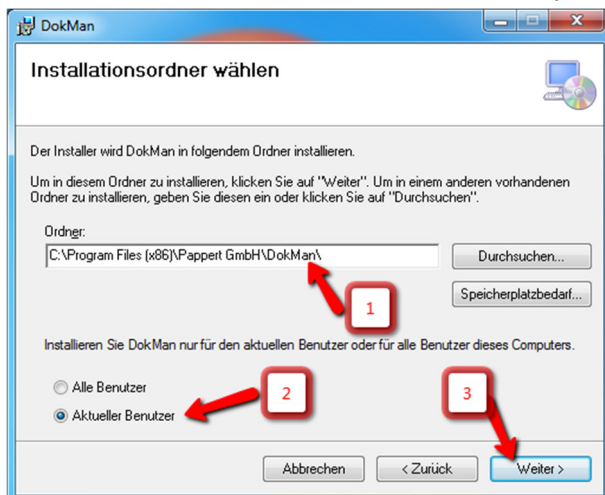 DokMan
Installationsordner wählen
Der Installer wird DokMan in folgendem Ordner installieren.
Um in diesem Ordner zu installieren, klicken Sie auf "Weiter". Um in einem anderen vorhandenen
Ordner zu installieren, geben Sie diesen ein oder klicken Sie auf "Durchsuchen".
Ordner:
C:\Program Files (x86)\Pappert GmbH\DokMan\
Durchsuchen...
Speicherplatzbedarf...
1
Installieren Sie DokMan nur für den aktuellen Benutzer oder für alle Benutzer dieses Computers.
Alle Benutzer
2
3
Aktueller Benutzer
Abbrechen
< Zurück
Weiter >